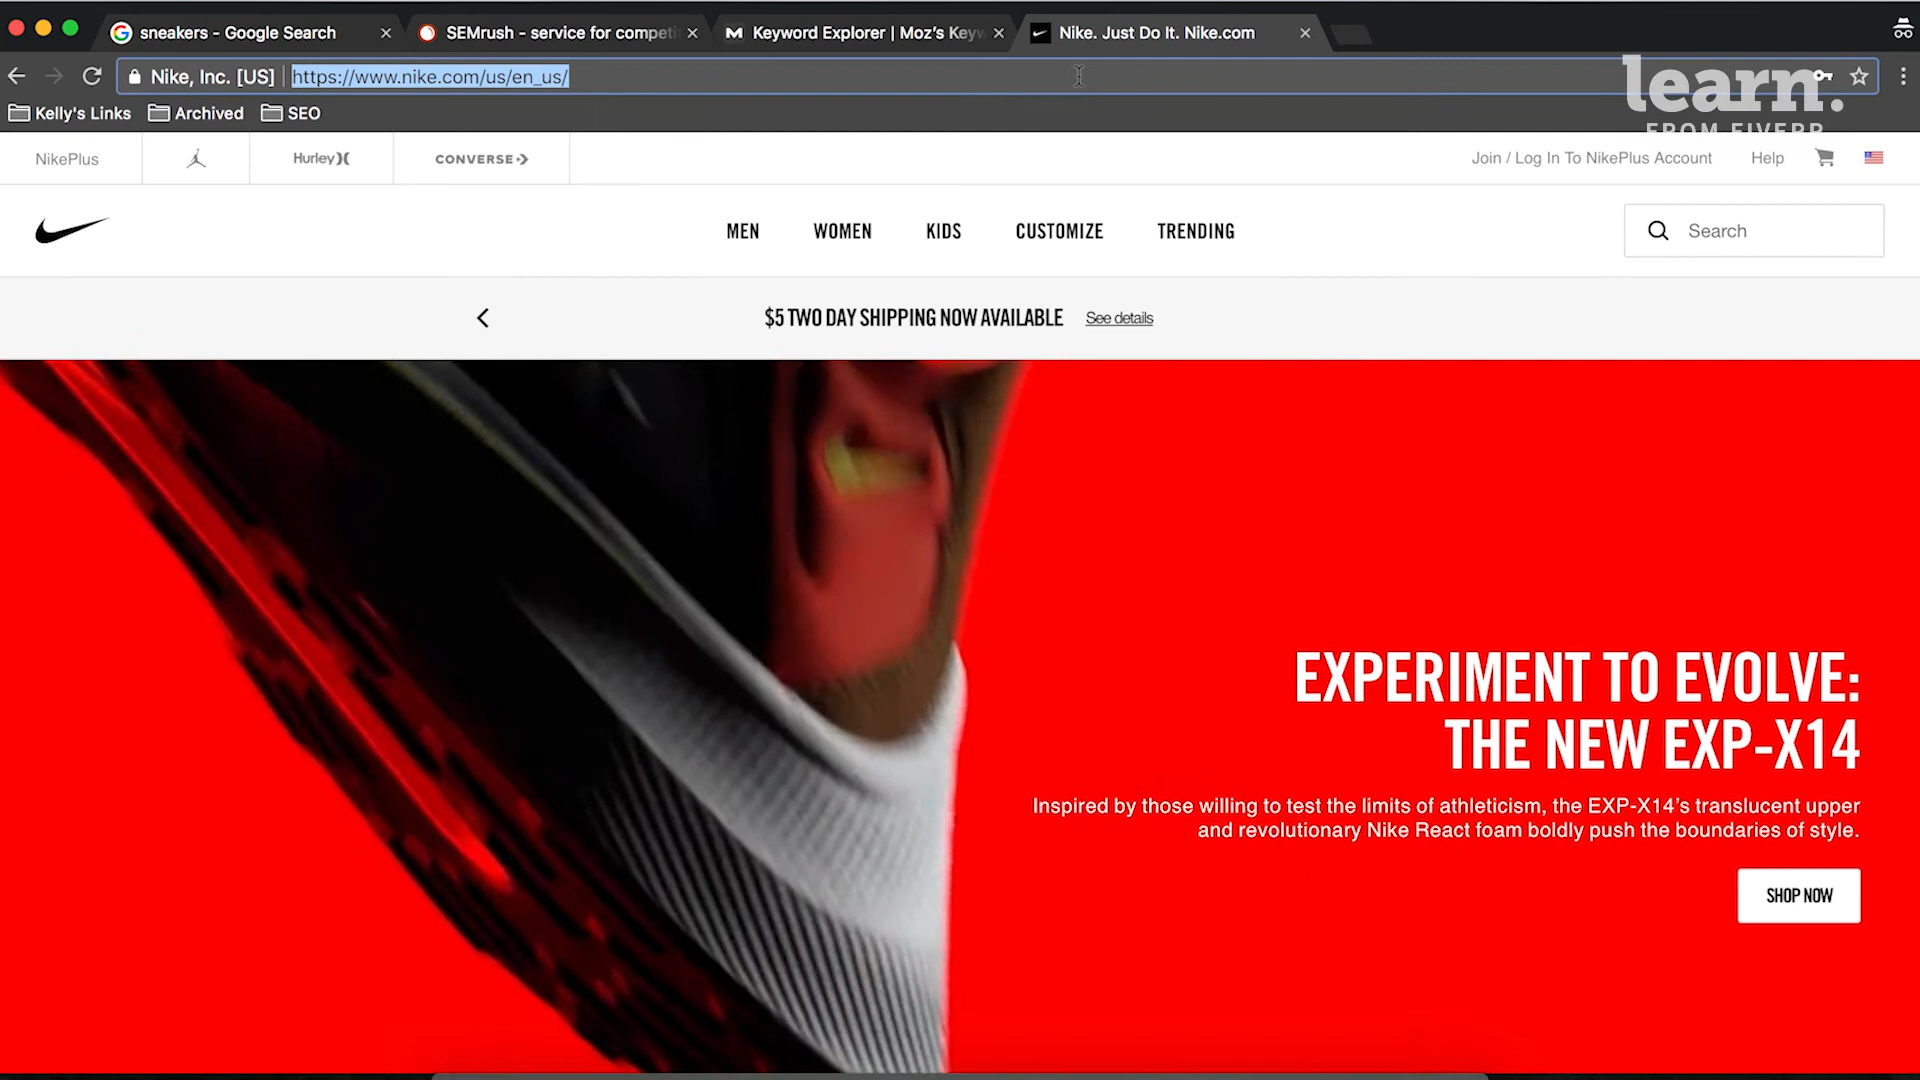 sneakers - Google Search
SEMrush - service for competi
Keyword Explorer | Moz's Keyw
Nike. Just Do It. Nike.com
Nike, Inc. [US]
https://www.nike.com/us/en_us/
learn.
FROM FIVERR
Kelly's Links
Archived
SEO
NikePlus
Hurley
CONVERSE
Join / Log In To NikePlus Account
Help
MEN
WOMEN
KIDS
CUSTOMIZE
TRENDING
Search
$5 TWO DAY SHIPPING NOW AVAILABLE
See details
EXPERIMENT TO EVOLVE:
THE NEW EXP-X14
Inspired by those willing to test the limits of athleticism, the EXP-X14's translucent upper
and revolutionary Nike React foam boldly push the boundaries of style.
SHOP NOW